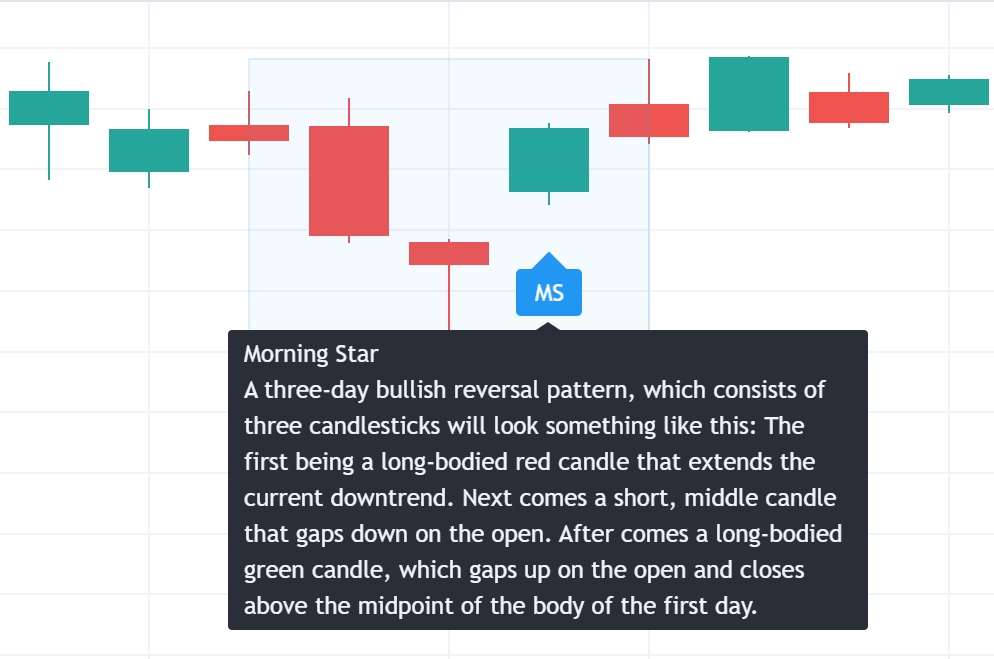 MS
Morning Star
A three-day bullish reversal pattern, which consists of
three candlesticks will look something like this: The
first being a long-bodied red candle that extends the
current downtrend. Next comes a short, middle candle
that gaps down on the open. After comes a long-bodied
green candle, which gaps up on the open and closes
above the midpoint of the body of the first day.